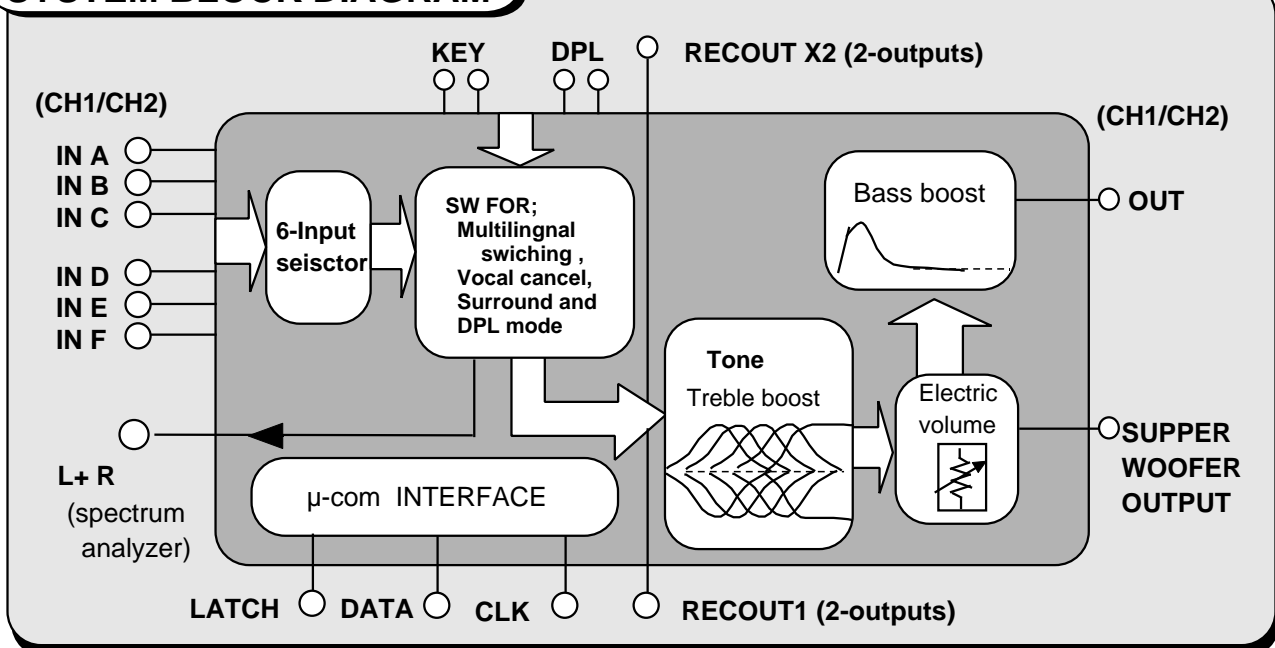 SYSTEM BLOCK DIAGRAM
KEY
DPL
RECOUT X2 (2-outputs)
(CH1/CH2)
(CH1/CH2)
IN A
IN B
IN C
IN D
IN E
IN F
6-Input
seisctor
SW FOR;
Multilingnal
swiching ,
Vocal cancel,
Surround and
DPL mode
Bass boost
OUT
Tone
Treble boost
Electric
volume
SUPPER
WOOFER
OUTPUT
L+ R
(spectrum
analyzer)
µ-com INTERFACE
LATCH
DATA
CLK
RECOUT1 (2-outputs)